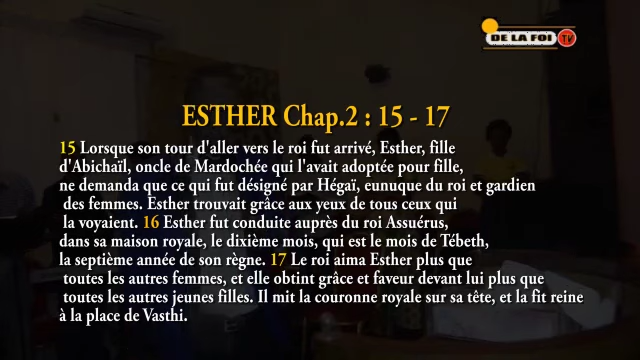 DE LA FOI TV
ESTHER Chap.2 : 15 - 17
15 Lorsque son tour d'aller vers le roi fut arrivé, Esther, fille
d'Abichaïl, oncle de Mardochée qui l'avait adoptée pour fille,
ne demanda que ce qui fut désigné par Hégaï, eunuque du roi et gardien
des femmes. Esther trouvait grâce aux yeux de tous ceux qui
la voyaient. 16 Esther fut conduite auprès du roi Assuérus,
dans sa maison royale, le dixième mois, qui est le mois de Tébeth,
la septième année de son règne. 17 Le roi aima Esther plus que
toutes les autres femmes, et elle obtint grâce et faveur devant lui plus que
toutes les autres jeunes filles. Il mit la couronne royale sur sa tête, et la fit reine
à la place de Vasthi.